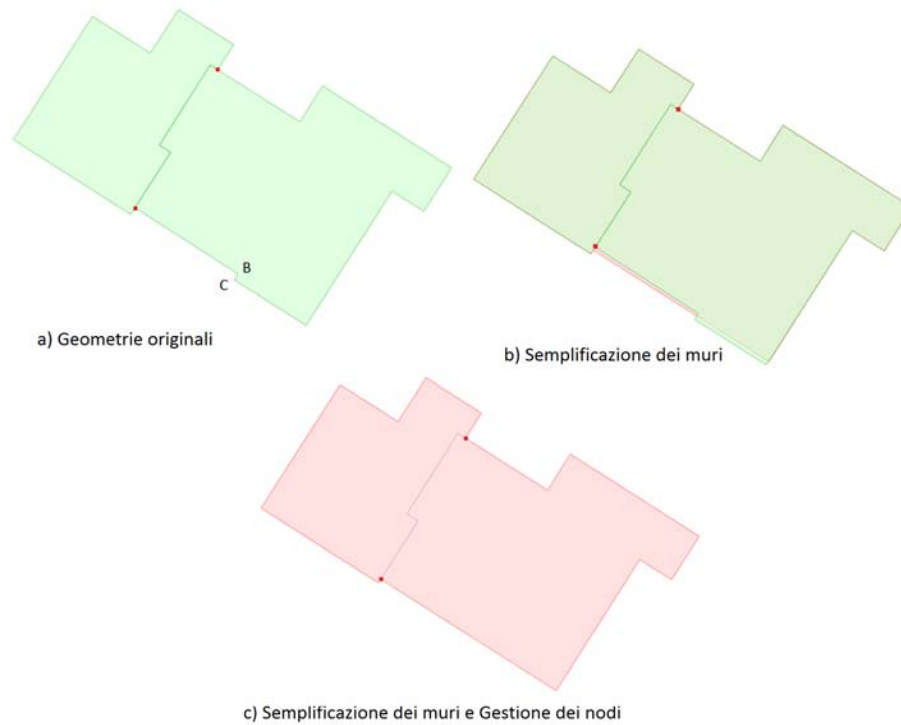 B
C
a) Geometrie originali
b) Semplificazione dei muri
c) Semplificazione dei muri e Gestione dei nodi